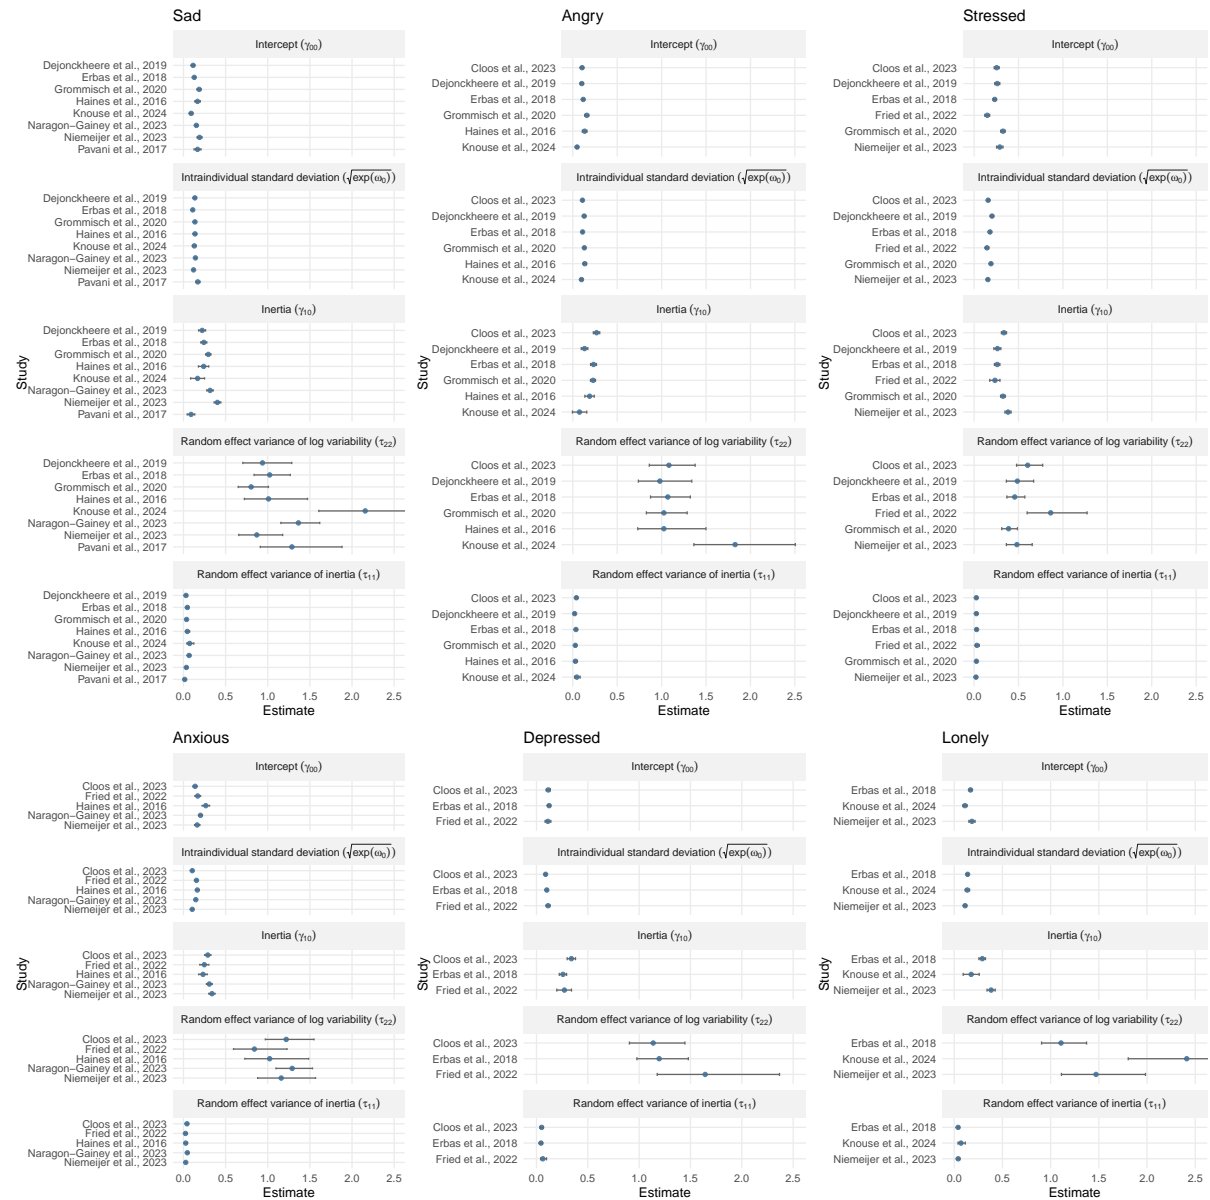 Sad
Intercept (γ₀₀)
Dejonckheere et al., 2019
Erbas et al., 2018
Grommisch et al., 2020
Haines et al., 2016
Knouse et al., 2024
Naragon−Gainey et al., 2023
Niemeijer et al., 2023
Pavani et al., 2017
Intraindividual standard deviation (√exp(ω₀))
Dejonckheere et al., 2019
Erbas et al., 2018
Grommisch et al., 2020
Haines et al., 2016
Knouse et al., 2024
Naragon−Gainey et al., 2023
Niemeijer et al., 2023
Pavani et al., 2017
Inertia (γ₁₀)
Dejonckheere et al., 2019
Erbas et al., 2018
Grommisch et al., 2020
Haines et al., 2016
Knouse et al., 2024
Naragon−Gainey et al., 2023
Niemeijer et al., 2023
Pavani et al., 2017
Study
Random effect variance of log variability (τ₂₂)
Dejonckheere et al., 2019
Erbas et al., 2018
Grommisch et al., 2020
Haines et al., 2016
Knouse et al., 2024
Naragon−Gainey et al., 2023
Niemeijer et al., 2023
Pavani et al., 2017
Random effect variance of inertia (τ₁₁)
Dejonckheere et al., 2019
Erbas et al., 2018
Grommisch et al., 2020
Haines et al., 2016
Knouse et al., 2024
Naragon−Gainey et al., 2023
Niemeijer et al., 2023
Pavani et al., 2017
0.0 0.5 1.0 1.5 2.0 2.5
Estimate
Angry
Intercept (γ₀₀)
Cloos et al., 2023
Dejonckheere et al., 2019
Erbas et al., 2018
Grommisch et al., 2020
Haines et al., 2016
Knouse et al., 2024
Intraindividual standard deviation (√exp(ω₀))
Cloos et al., 2023
Dejonckheere et al., 2019
Erbas et al., 2018
Grommisch et al., 2020
Haines et al., 2016
Knouse et al., 2024
Inertia (γ₁₀)
Cloos et al., 2023
Dejonckheere et al., 2019
Erbas et al., 2018
Grommisch et al., 2020
Haines et al., 2016
Knouse et al., 2024
Study
Random effect variance of log variability (τ₂₂)
Cloos et al., 2023
Dejonckheere et al., 2019
Erbas et al., 2018
Grommisch et al., 2020
Haines et al., 2016
Knouse et al., 2024
Random effect variance of inertia (τ₁₁)
Cloos et al., 2023
Dejonckheere et al., 2019
Erbas et al., 2018
Grommisch et al., 2020
Haines et al., 2016
Knouse et al., 2024
0.0 0.5 1.0 1.5 2.0 2.5
Estimate
Stressed
Intercept (γ₀₀)
Cloos et al., 2023
Dejonckheere et al., 2019
Erbas et al., 2018
Fried et al., 2022
Grommisch et al., 2020
Niemeijer et al., 2023
Intraindividual standard deviation (√exp(ω₀))
Cloos et al., 2023
Dejonckheere et al., 2019
Erbas et al., 2018
Fried et al., 2022
Grommisch et al., 2020
Niemeijer et al., 2023
Inertia (γ₁₀)
Cloos et al., 2023
Dejonckheere et al., 2019
Erbas et al., 2018
Fried et al., 2022
Grommisch et al., 2020
Niemeijer et al., 2023
Study
Random effect variance of log variability (τ₂₂)
Cloos et al., 2023
Dejonckheere et al., 2019
Erbas et al., 2018
Fried et al., 2022
Grommisch et al., 2020
Niemeijer et al., 2023
Random effect variance of inertia (τ₁₁)
Cloos et al., 2023
Dejonckheere et al., 2019
Erbas et al., 2018
Fried et al., 2022
Grommisch et al., 2020
Niemeijer et al., 2023
0.0 0.5 1.0 1.5 2.0 2.5
Estimate
Anxious
Intercept (γ₀₀)
Cloos et al., 2023
Fried et al., 2022
Haines et al., 2016
Naragon−Gainey et al., 2023
Niemeijer et al., 2023
Intraindividual standard deviation (√exp(ω₀))
Cloos et al., 2023
Fried et al., 2022
Haines et al., 2016
Naragon−Gainey et al., 2023
Niemeijer et al., 2023
Inertia (γ₁₀)
Cloos et al., 2023
Fried et al., 2022
Haines et al., 2016
Naragon−Gainey et al., 2023
Niemeijer et al., 2023
Study
Random effect variance of log variability (τ₂₂)
Cloos et al., 2023
Fried et al., 2022
Haines et al., 2016
Naragon−Gainey et al., 2023
Niemeijer et al., 2023
Random effect variance of inertia (τ₁₁)
Cloos et al., 2023
Fried et al., 2022
Haines et al., 2016
Naragon−Gainey et al., 2023
Niemeijer et al., 2023
0.0 0.5 1.0 1.5 2.0 2.5
Estimate
Depressed
Intercept (γ₀₀)
Cloos et al., 2023
Erbas et al., 2018
Fried et al., 2022
Intraindividual standard deviation (√exp(ω₀))
Cloos et al., 2023
Erbas et al., 2018
Fried et al., 2022
Inertia (γ₁₀)
Cloos et al., 2023
Erbas et al., 2018
Fried et al., 2022
Study
Random effect variance of log variability (τ₂₂)
Cloos et al., 2023
Erbas et al., 2018
Fried et al., 2022
Random effect variance of inertia (τ₁₁)
Cloos et al., 2023
Erbas et al., 2018
Fried et al., 2022
0.0 0.5 1.0 1.5 2.0 2.5
Estimate
Lonely
Intercept (γ₀₀)
Erbas et al., 2018
Knouse et al., 2024
Niemeijer et al., 2023
Intraindividual standard deviation (√exp(ω₀))
Erbas et al., 2018
Knouse et al., 2024
Niemeijer et al., 2023
Inertia (γ₁₀)
Erbas et al., 2018
Knouse et al., 2024
Niemeijer et al., 2023
Study
Random effect variance of log variability (τ₂₂)
Erbas et al., 2018
Knouse et al., 2024
Niemeijer et al., 2023
Random effect variance of inertia (τ₁₁)
Erbas et al., 2018
Knouse et al., 2024
Niemeijer et al., 2023
0.0 0.5 1.0 1.5 2.0 2.5
Estimate